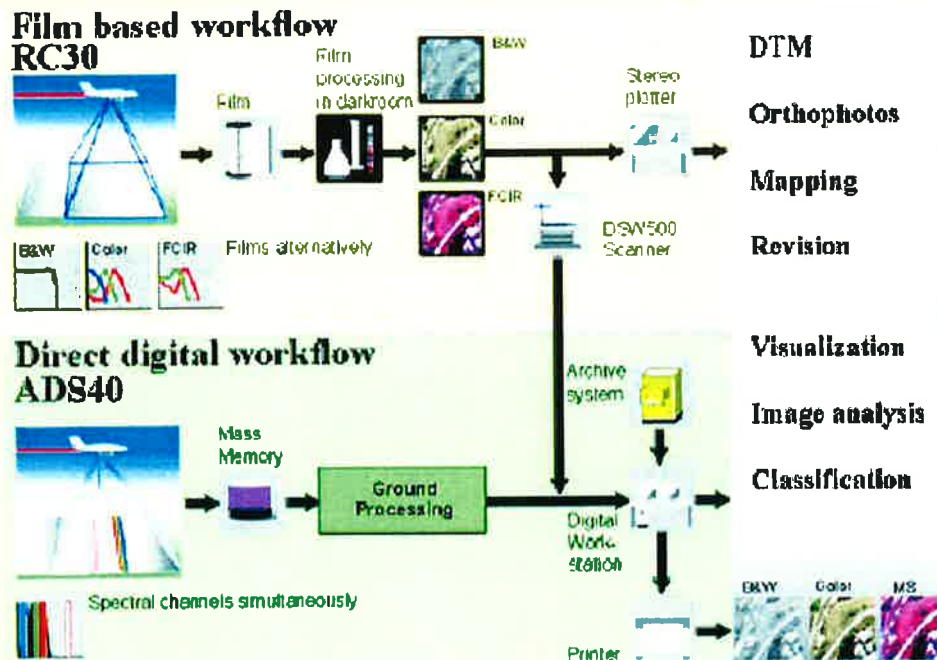 Film based workflow
RC30
Film
Film
processing
in darkroom
B&W
Color
FCIR
Stereo
plotter
DSW500
Scanner
B&W
Color
FCIR
Films alternatively
DTM
Orthophotos
Mapping
Revision
Visualization
Image analysis
Classification
Direct digital workflow
ADS40
Mass
Memory
Ground
Processing
Archive
system
Digital
Work-
station
Printer
Spectral channels simultaneously
B&W
Color
MS